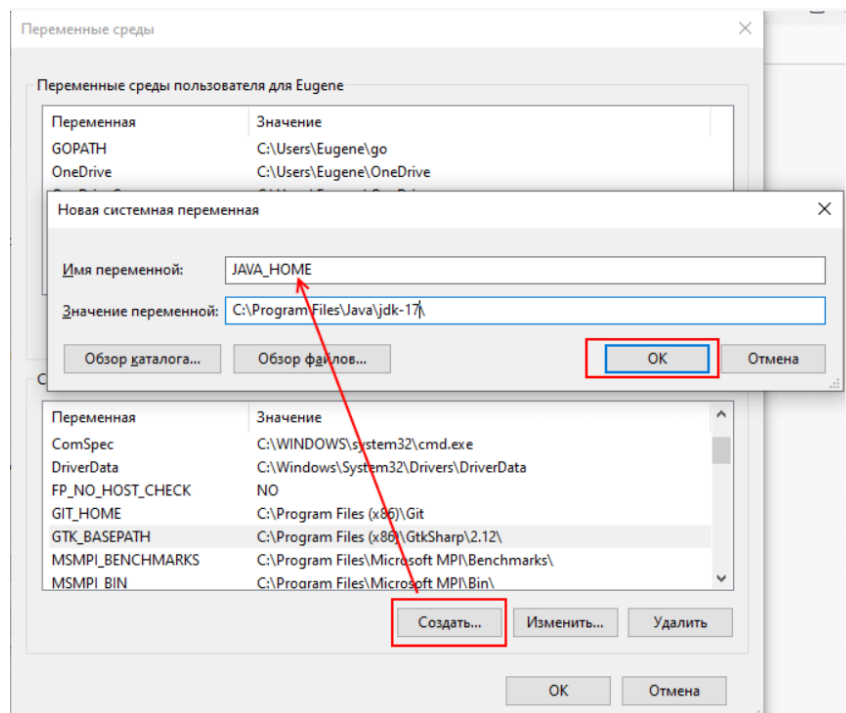 Переменные среды
Переменные среды пользователя для Eugene
Переменная Значение
GOPATH C:\Users\Eugene\go
OneDrive C:\Users\Eugene\OneDrive
Новая системная переменная
Имя переменной: JAVA_HOME
Значение переменной: C:\Program Files\Java\jdk-17\
Обзор каталога... Обзор файлов... OK Отмена
Переменная Значение
ComSpec C:\WINDOWS\system32\cmd.exe
DriverData C:\Windows\System32\Drivers\DriverData
FP_NO_HOST_CHECK NO
GIT_HOME C:\Program Files (x86)\Git
GTK_BASEPATH C:\Program Files (x86)\GtkSharp\2.12\
MSMPI_BENCHMARKS C:\Program Files\Microsoft MPI\Benchmarks\
MSMPI_BIN C:\Program Files\Microsoft MPI\Bin\
Создать... Изменить... Удалить
OK Отмена